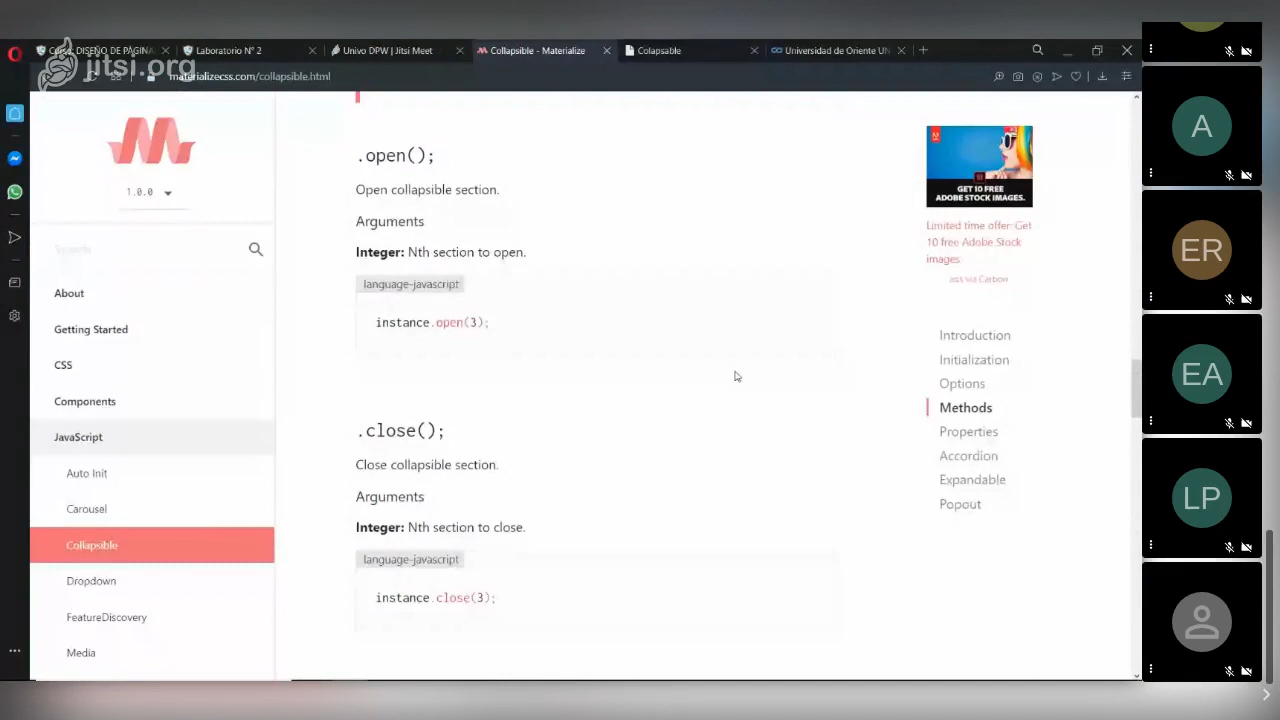 Laboratorio N° 2
Univo DPW | Jitsi Meet
Collapsible - Materialize
Colapsable
Universidad de Oriente UN
jitsi.org
materializecss.com/collapsible.html
1.0.0
Search
About
Getting Started
CSS
Components
JavaScript
Auto Init
Carousel
Collapsible
Dropdown
FeatureDiscovery
Media
.open();
Open collapsible section.
Arguments
Integer: Nth section to open.
language-javascript
instance.open(3);
.close();
Close collapsible section.
Arguments
Integer: Nth section to close.
language-javascript
instance.close(3);
GET 10 FREE
ADOBE STOCK IMAGES.
Limited time offer: Get
10 free Adobe Stock
images.
ads via Carbon
Introduction
Initialization
Options
Methods
Properties
Accordion
Expandable
Popout
A
ER
EA
LP